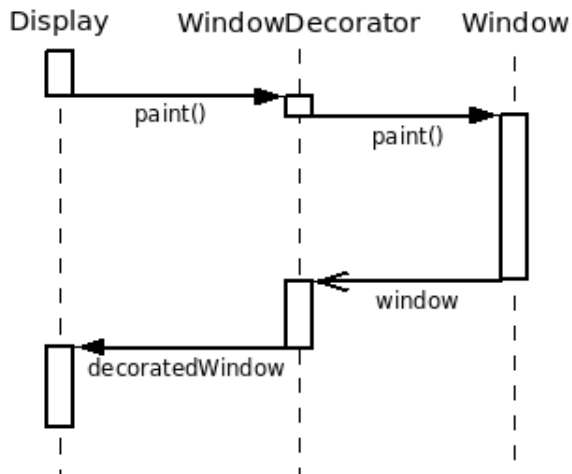 Display
WindowDecorator
Window
paint()
paint()
window
decoratedWindow